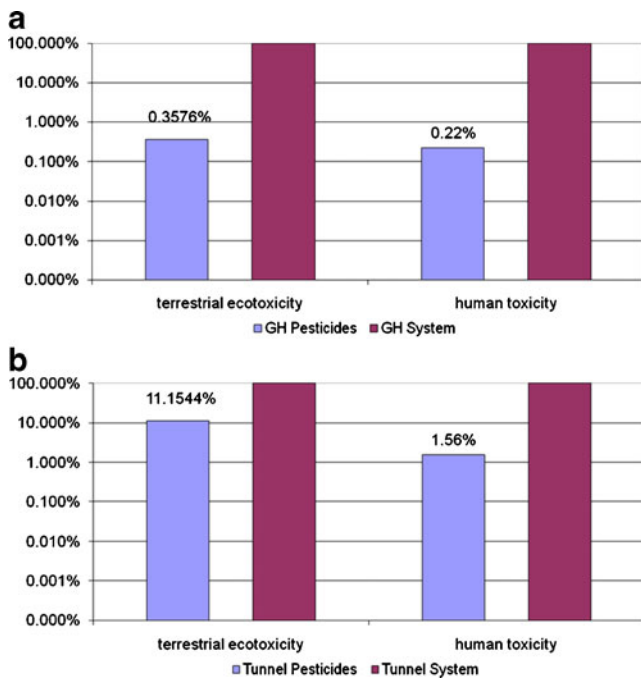 a
100.000%
100.000%
1.000%
0.100%
0.010%
0.001%
0.000%
0.3576%
0.22%
terrestrial ecotoxicity
human toxicity
GH Pesticides
GH System
b
100.000%
10.000%
1.000%
0.100%
0.010%
0.001%
0.000%
11.1544%
1.56%
terrestrial ecotoxicity
human toxicity
Tunnel Pesticides
Tunnel System